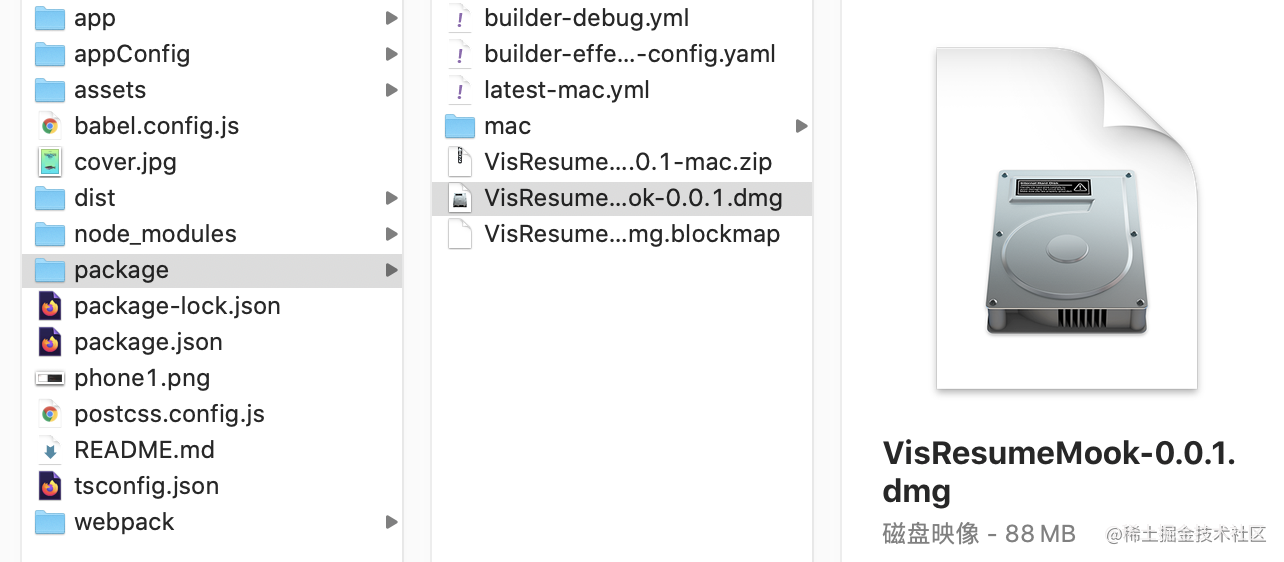 app
appConfig
assets
babel.config.js
cover.jpg
dist
node_modules
package
package-lock.json
package.json
phone1.png
postcss.config.js
README.md
tsconfig.json
webpack
builder-debug.yml
builder-effe...-config.yaml
latest-mac.yml
mac
VisResume....0.1-mac.zip
VisResume...ok-0.0.1.dmg
VisResume...mg.blockmap
VisResumeMook-0.0.1.
dmg
磁盘映像 - 88 MB
@稀土掘金技术社区